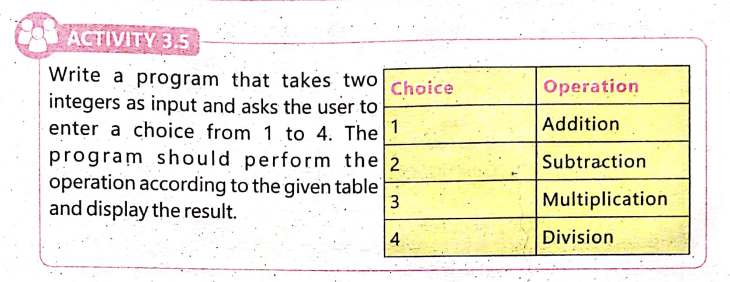 ACTIVITY 3.5
Write a program that takes two
integers as input and asks the user to
enter a choice from 1 to 4. The
program should perform the
operation according to the given table
and display the result.
Choice Operation
1 Addition
2 Subtraction
3 Multiplication
4 Division